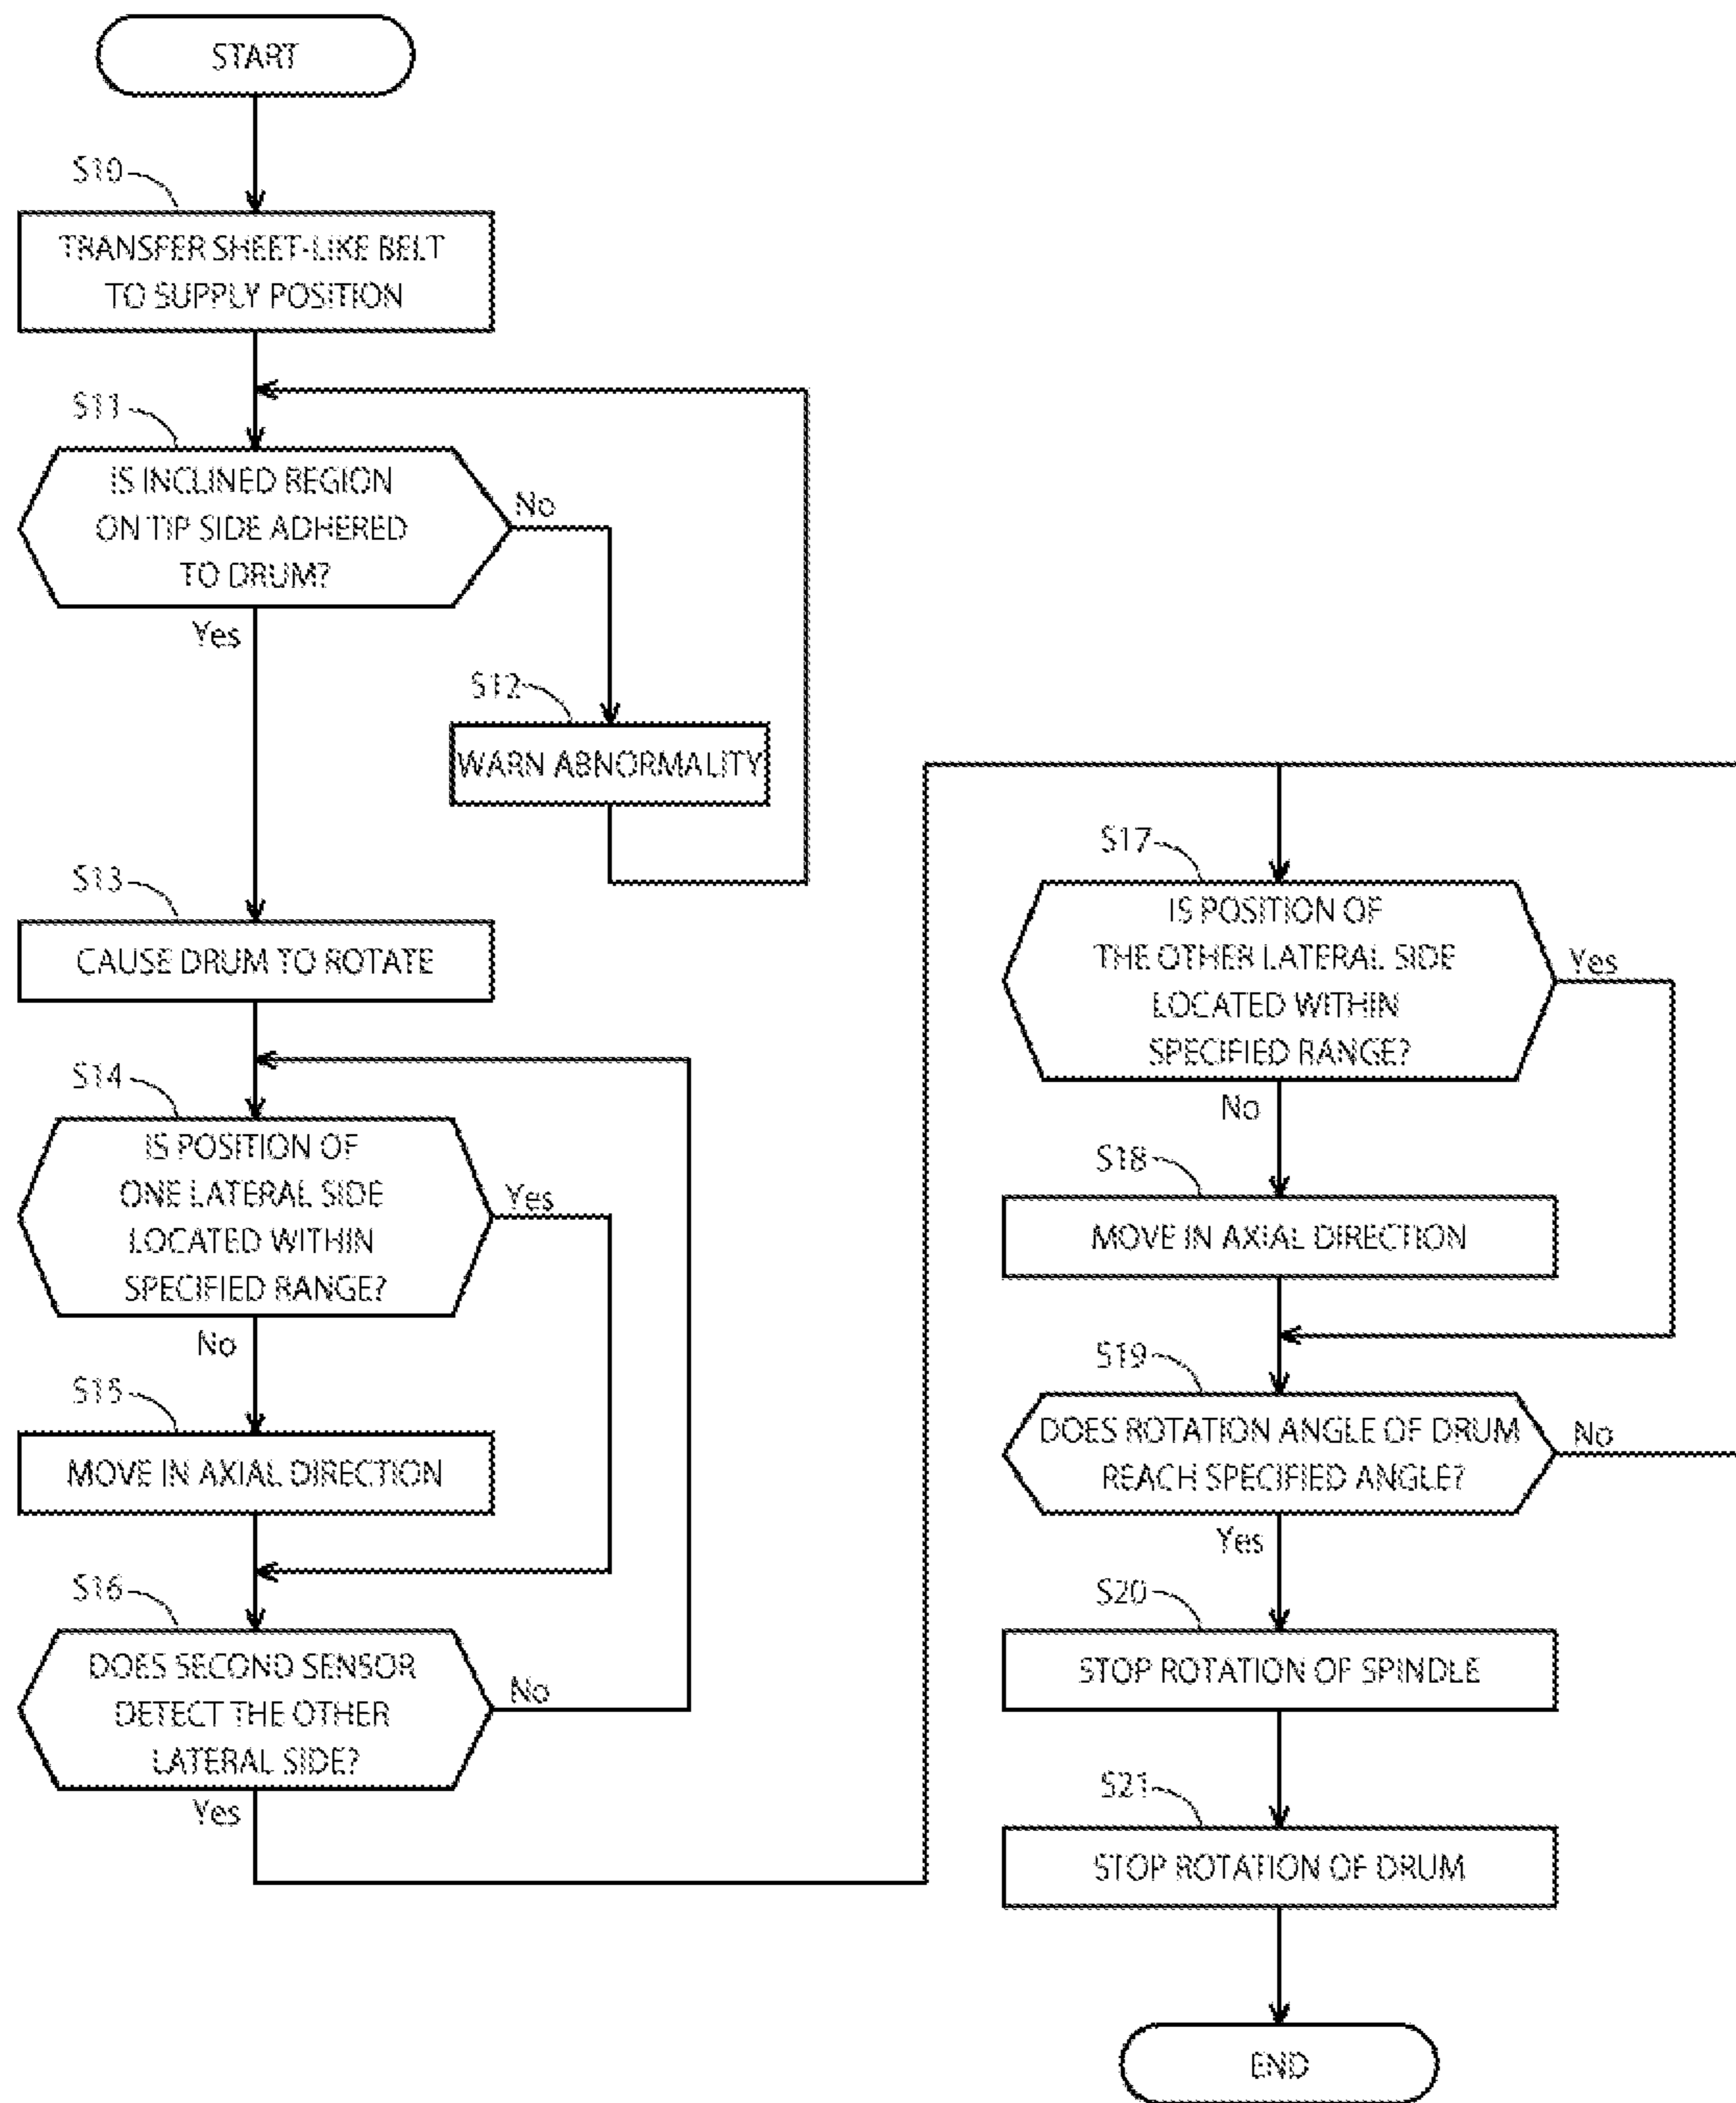 START
S10
TRANSFER SHEET-LIKE BELT
TO SUPPLY POSITION
S11
IS INCLINED REGION
ON TIP SIDE ADHERED
TO DRUM?
No
Yes
S12
WARN ABNORMALITY
S13
CAUSE DRUM TO ROTATE
S14
IS POSITION OF
ONE LATERAL SIDE
LOCATED WITHIN
SPECIFIED RANGE?
Yes
No
S15
MOVE IN AXIAL DIRECTION
S16
DOES SECOND SENSOR
DETECT THE OTHER
LATERAL SIDE?
No
Yes
S17
IS POSITION OF
THE OTHER LATERAL SIDE
LOCATED WITHIN
SPECIFIED RANGE?
Yes
No
S18
MOVE IN AXIAL DIRECTION
S19
DOES ROTATION ANGLE OF DRUM
REACH SPECIFIED ANGLE?
No
Yes
S20
STOP ROTATION OF SPINDLE
S21
STOP ROTATION OF DRUM
END